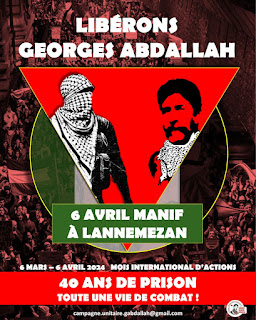 LIBÉRONS
GEORGES ABDALLAH
6 AVRIL MANIF
À LANNEMEZAN
6 MARS – 6 AVRIL 2024 MOIS INTERNATIONAL D'ACTIONS
40 ANS DE PRISON
TOUTE UNE VIE DE COMBAT !
campagne.unitaire.gabdallah@gmail.com